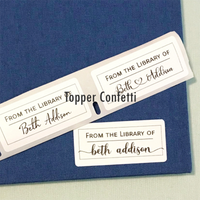 From the Library of
Beth ♡ Addison
From the Library of
Beth Addison
Topper Confetti
From the Library of
beth addison